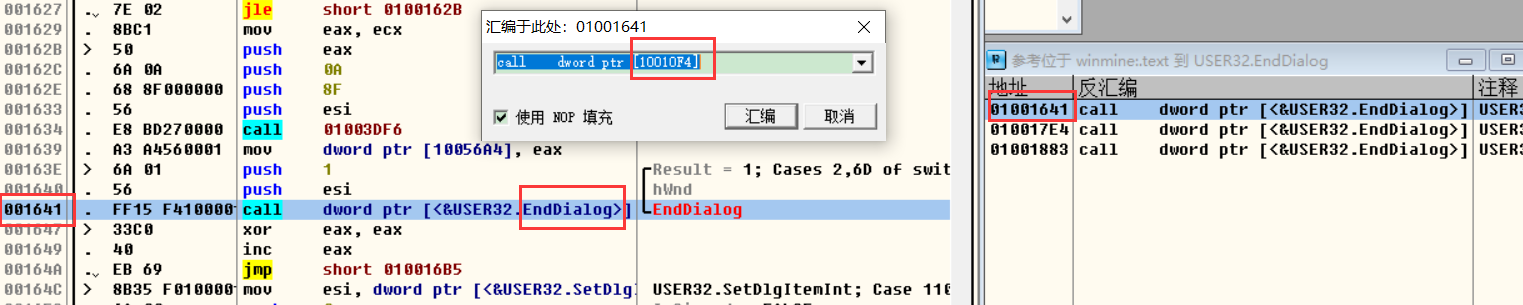 001627 . 7E 02 jle short 0100162B
001629 . 8BC1 mov eax, ecx
00162B > 50 push eax
00162C . 6A 0A push 0A
00162E . 68 8F000000 push 8F
001633 . 56 push esi
001634 . E8 BD270000 call 01003DF6
001639 . A3 A4560001 mov dword ptr [10056A4], eax
00163E > 6A 01 push 1 Result = 1; Cases 2,6D of swit
001640 . 56 push esi hWnd
001641 . FF15 F410000 call dword ptr [<&USER32.EndDialog>] EndDialog
001647 > 33C0 xor eax, eax
001649 . 40 inc eax
00164A . EB 69 jmp short 010016B5
00164C > 8B35 F010000 mov esi, dword ptr [<&USER32.SetDlg USER32.SetDlgItemInt; Case 110
汇编于此处：01001641
call dword ptr [10010F4]
使用 NOP 填充
汇编
取消
R 参考位于 winmine:.text 到 USER32.EndDialog
地址 反汇编 注释
01001641 call dword ptr [<&USER32.EndDialog>] USER3
010017E4 call dword ptr [<&USER32.EndDialog>] USER3
01001883 call dword ptr [<&USER32.EndDialog>] USER3